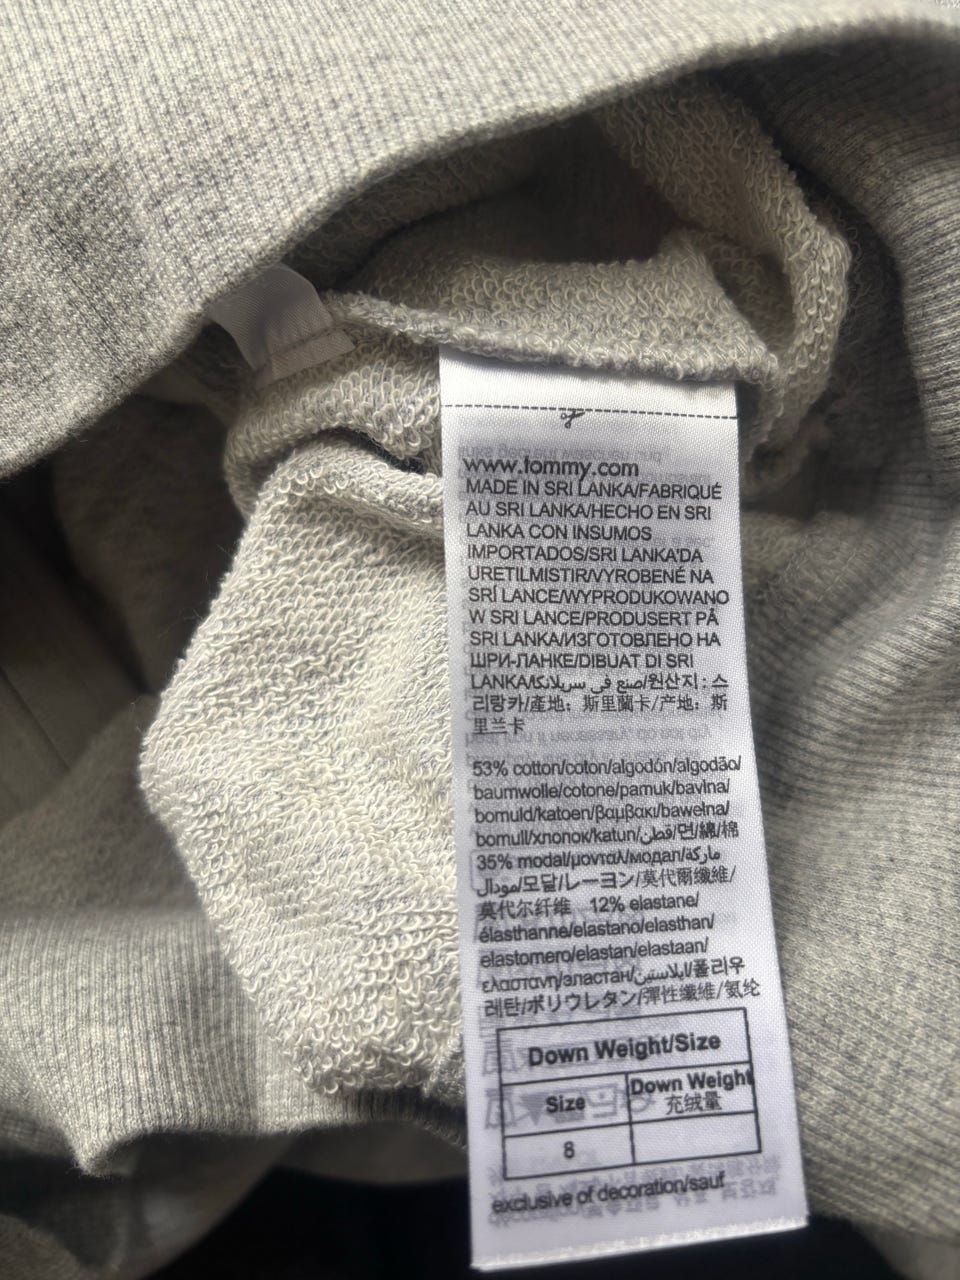 www.tommy.com
MADE IN SRI LANKA/FABRIQUÉ
AU SRI LANKA/HECHO EN SRI
LANKA CON INSUMOS
IMPORTADOS/SRI LANKA'DA
URETILMISTIR/VYROBENÉ NA
SRÍ LANCE/WYPRODUKOWANO
W SRI LANCE/PRODUSERT PÅ
SRI LANKA/ИЗГОТОВЛЕНО НА
ШРИ-ЛАНКЕ/DIBUAT DI SRI
LANKA/صنع في سريلانكا/원산지 : 스
리랑카/產地：斯里蘭卡/产地：斯
里兰卡
53% cotton/coton/algodón/algodão/
baumwolle/cotone/pamuk/bavlna/
bomuld/katoen/βαμβακι/bawełna/
bomull/хлопок/katun/قطن/면/綿/棉
35% modal/μονταλ/модал/ماركة
مودال/모달/レーヨン/莫代爾纖維/
莫代尔纤维 12% elastane/
élasthanne/elastano/elasthan/
elastomero/elastan/elastaan/
ελασταντη/эластан/ايلاستين/폴리우
레탄/ポリウレタン/彈性纖維/氨纶
Down Weight/Size
Size Down Weight
充绒量
8
exclusive of decoration/sauf